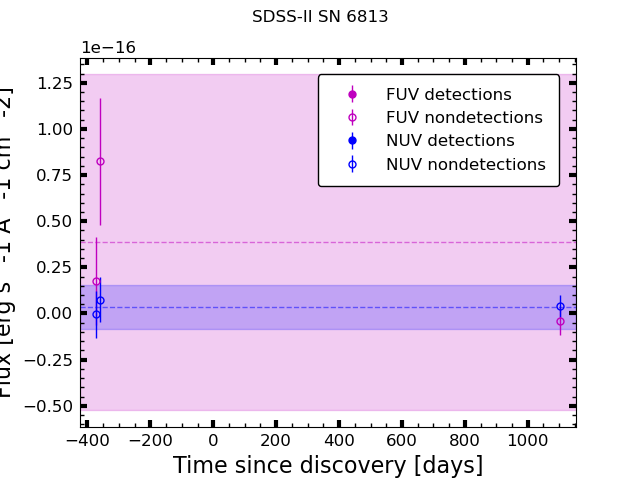 SDSS-II SN 6813
1e−16
1.25
1.00
0.75
0.50
0.25
0.00
−0.25
−0.50
Flux [erg s -1 A -1 cm -2]
FUV detections
FUV nondetections
NUV detections
NUV nondetections
−400 −200 0 200 400 600 800 1000
Time since discovery [days]